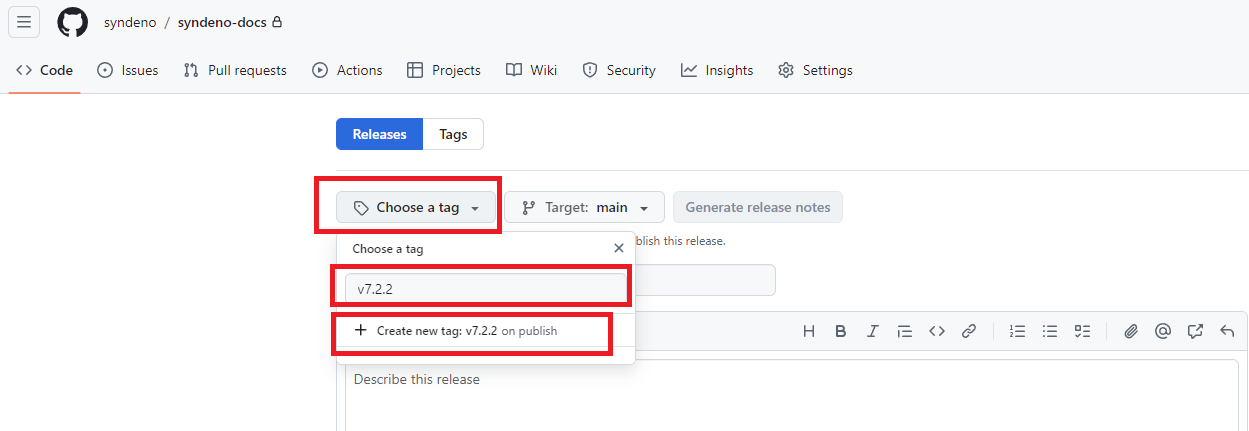 syndeno / syndeno-docs
Code Issues Pull requests Actions Projects Wiki Security Insights Settings
Releases Tags
Choose a tag Target: main Generate release notes
blish this release.
Choose a tag
v7.2.2
Create new tag: v7.2.2 on publish
H B I
Describe this release